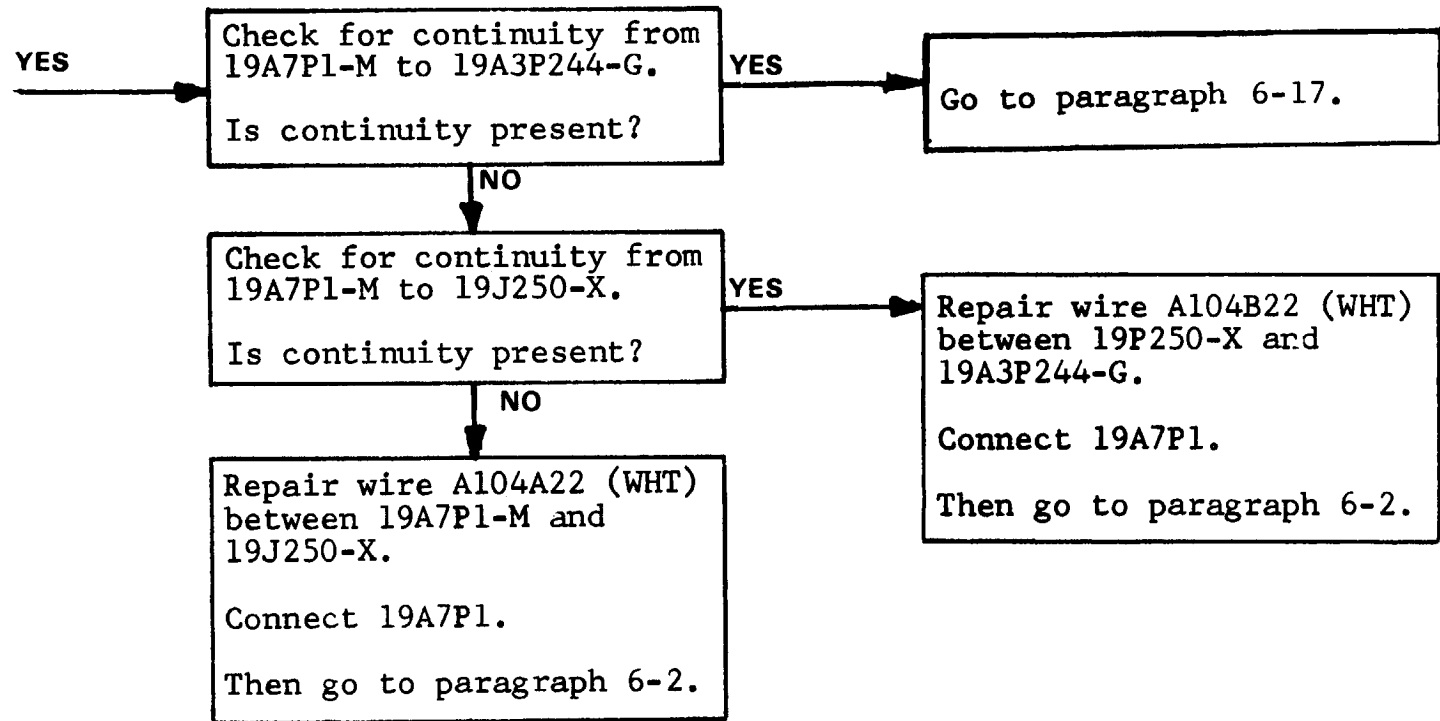 YES
Check for continuity from
19A7P1-M to 19A3P244-G.
Is continuity present?
YES
Go to paragraph 6-17.
NO
Check for continuity from
19A7P1-M to 19J250-X.
Is continuity present?
YES
Repair wire A104B22 (WHT)
between 19P250-X and
19A3P244-G.
Connect 19A7P1.
Then go to paragraph 6-2.
NO
Repair wire A104A22 (WHT)
between 19A7P1-M and
19J250-X.
Connect 19A7P1.
Then go to paragraph 6-2.